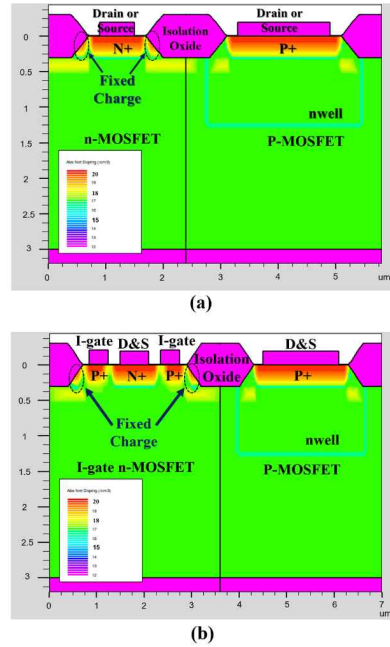 Drain or
Source
Isolation
Oxide
Drain or
Source
N+
P+
Fixed
Charge
nwell
n-MOSFET
P-MOSFET
20
15
0
0.5
1
1.5
2
2.5
3
0 1 2 3 4 5 um
(a)
I-gate D&S I-gate
Isolation
Oxide
D&S
P+ N+ P+
P+
Fixed
Charge
nwell
I-gate n-MOSFET
P-MOSFET
20
15
0
0.5
1
1.5
2
2.5
3
0 1 2 3 4 5 6 7
um
(b)